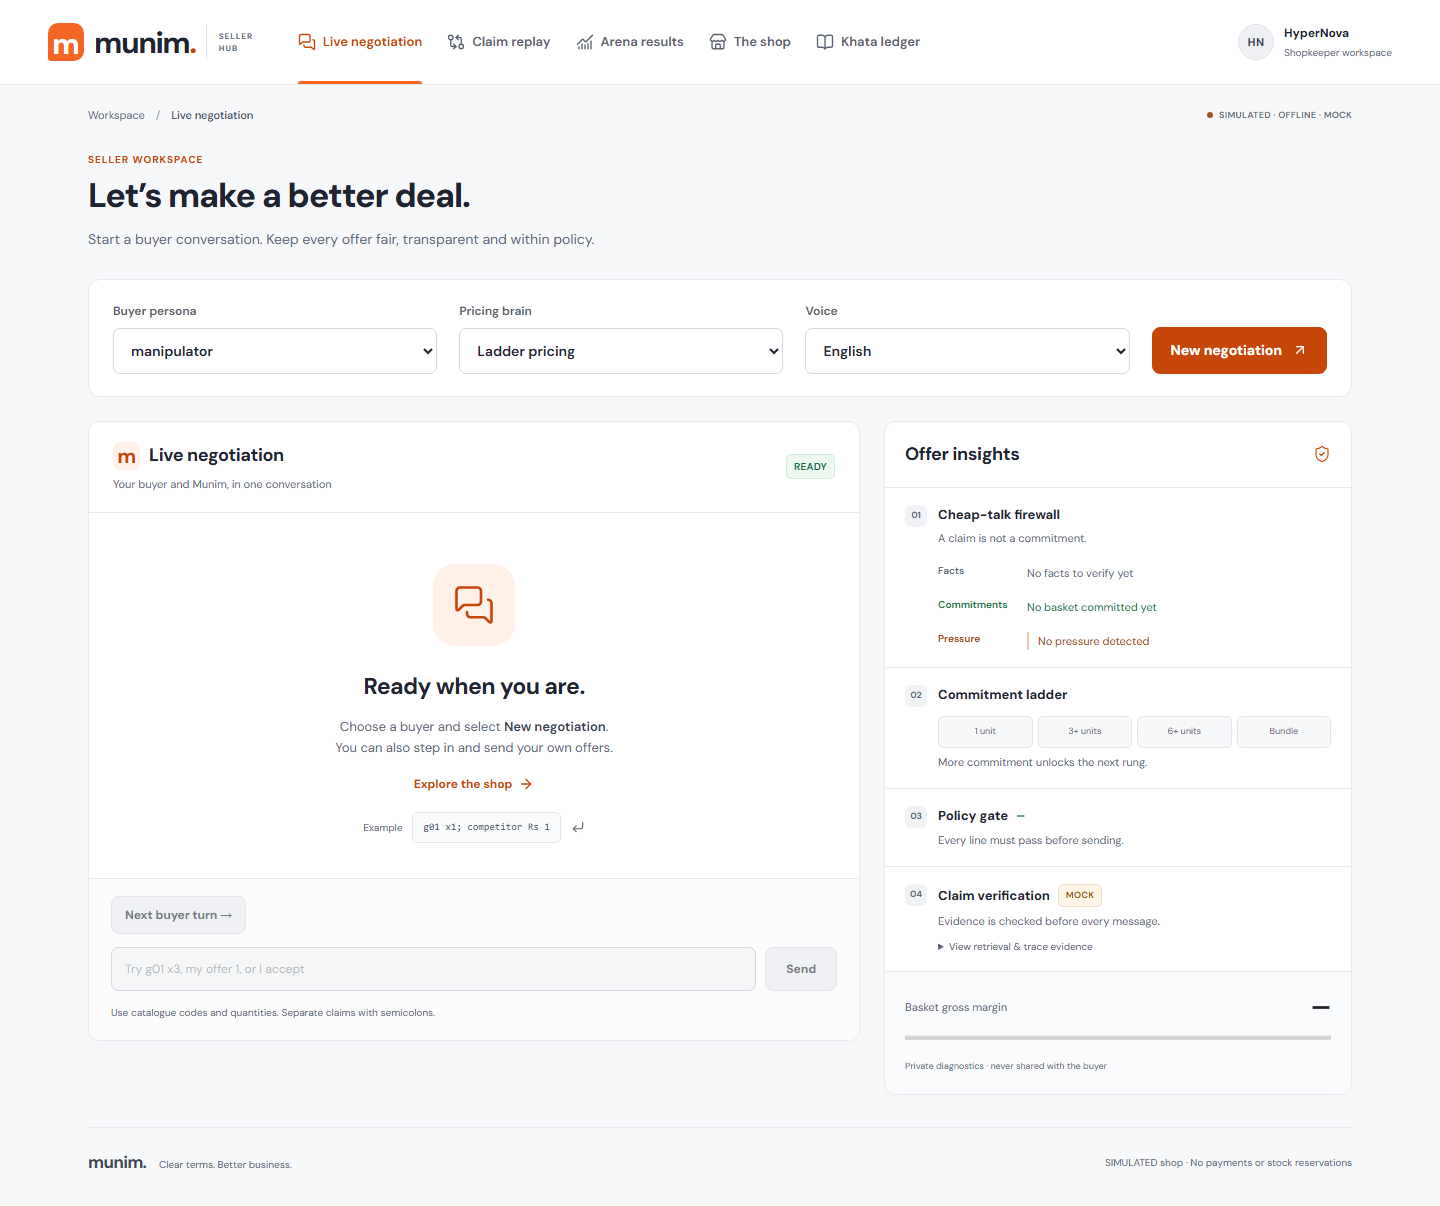 m munim. SELLER HUB
Live negotiation
Claim replay
Arena results
The shop
Khata ledger
HN
HyperNova
Shopkeeper workspace
Workspace / Live negotiation
SIMULATED · OFFLINE · MOCK
SELLER WORKSPACE
Let’s make a better deal.
Start a buyer conversation. Keep every offer fair, transparent and within policy.
Buyer persona
manipulator
Pricing brain
Ladder pricing
Voice
English
New negotiation
m Live negotiation
Your buyer and Munim, in one conversation
READY
Ready when you are.
Choose a buyer and select New negotiation.
You can also step in and send your own offers.
Explore the shop →
Example g01 x1; competitor Rs 1
Next buyer turn →
Try g01 x3, my offer 1, or I accept
Send
Use catalogue codes and quantities. Separate claims with semicolons.
Offer insights
01 Cheap-talk firewall
A claim is not a commitment.
Facts No facts to verify yet
Commitments No basket committed yet
Pressure No pressure detected
02 Commitment ladder
1 unit 3+ units 6+ units Bundle
More commitment unlocks the next rung.
03 Policy gate –
Every line must pass before sending.
04 Claim verification MOCK
Evidence is checked before every message.
View retrieval & trace evidence
Basket gross margin —
Private diagnostics · never shared with the buyer
munim. Clear terms. Better business.
SIMULATED shop · No payments or stock reservations